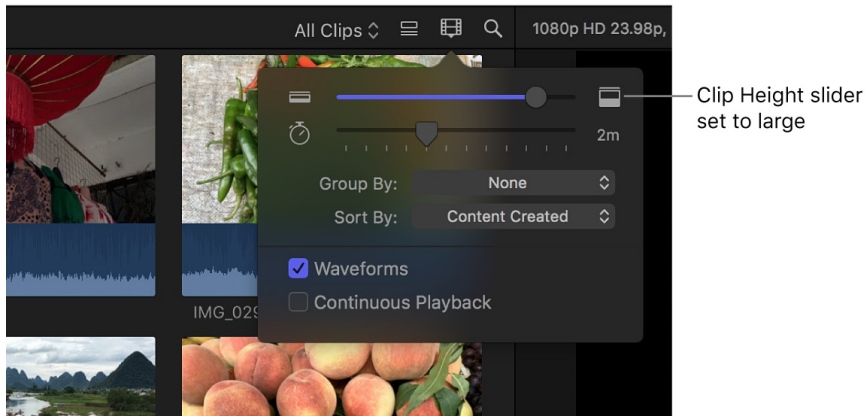 All Clips
1080p HD 23.98p,
Clip Height slider
set to large
2m
Group By: None
Sort By: Content Created
Waveforms
Continuous Playback
IMG_029